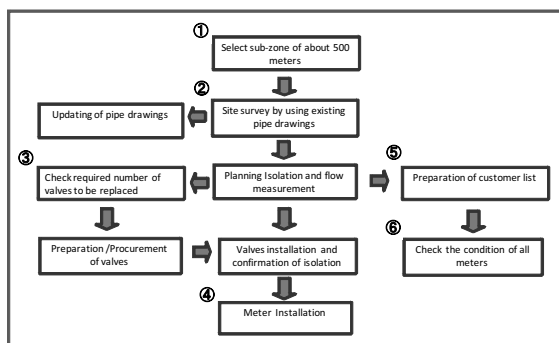 ①
Select sub-zone of about 500
meters
②
Updating of pipe drawings
Site survey by using existing
pipe drawings
③
Check required number of
valves to be replaced
Planning Isolation and flow
measurement
⑤
Preparation of customer list
Preparation /Procurement
of valves
Valves installation and
confirmation of isolation
⑥
Check the condition of all
meters
④
Meter Installation